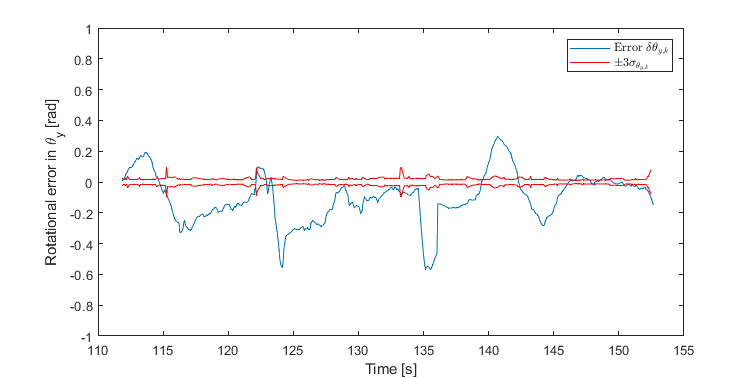 Error δθy,k
±3σθy,k
1
0.8
0.6
0.4
0.2
0
-0.2
-0.4
-0.6
-0.8
-1
Rotational error in θy [rad]
110 115 120 125 130 135 140 145 150 155
Time [s]